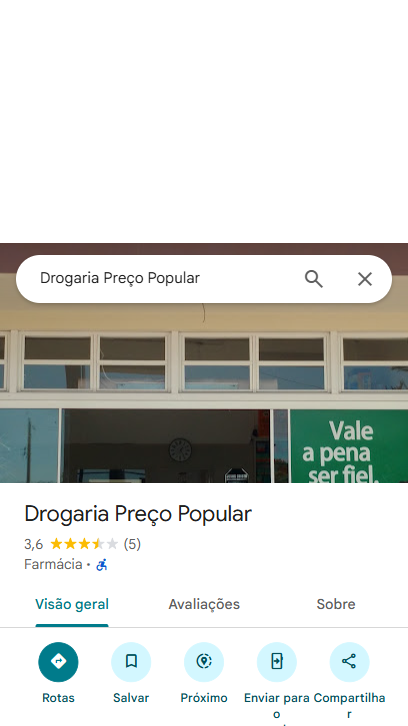 Drogaria Preço Popular
Vale
a pena
ser fiel.
Drogaria Preço Popular
3,6 (5)
Farmácia ·
Visão geral Avaliações Sobre
Rotas Salvar Próximo Enviar para Compartilha
o r